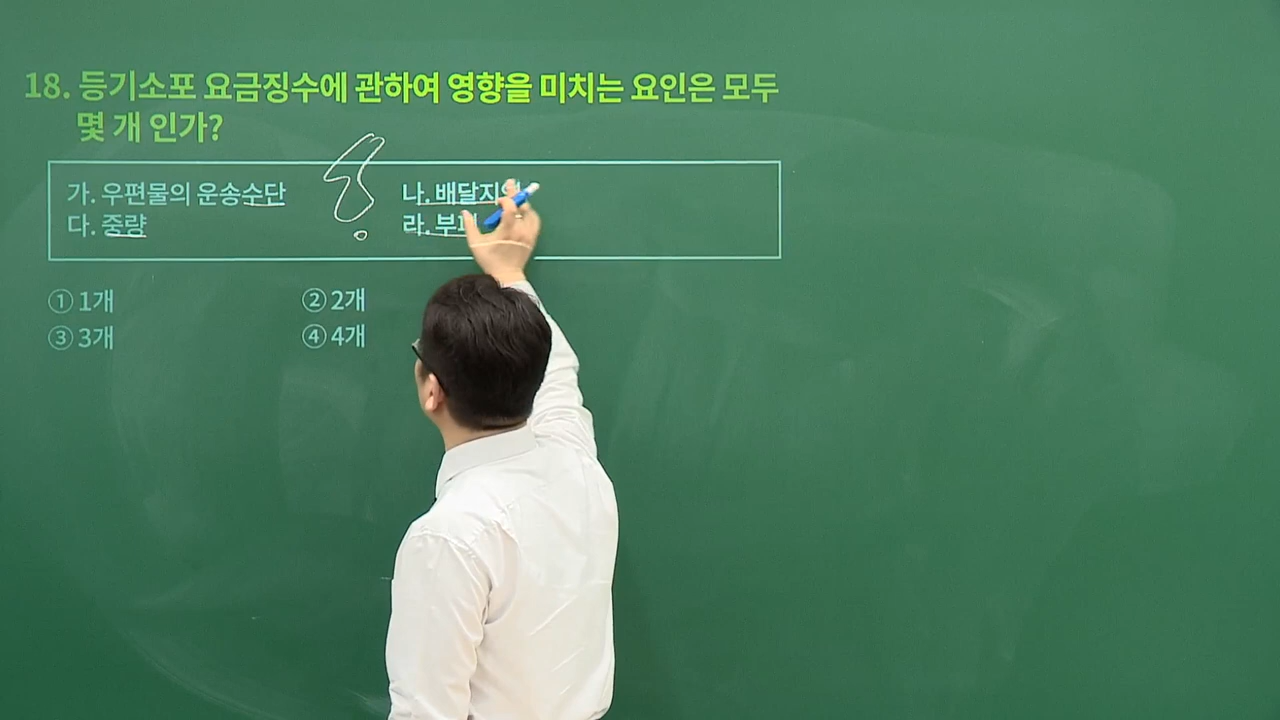 18. 등기소포 요금징수에 관하여 영향을 미치는 요인은 모두
몇 개 인가?
가. 우편물의 운송수단 나. 배달지
다. 중량 라.
① 1개 ② 2개
③ 3개 ④ 4개